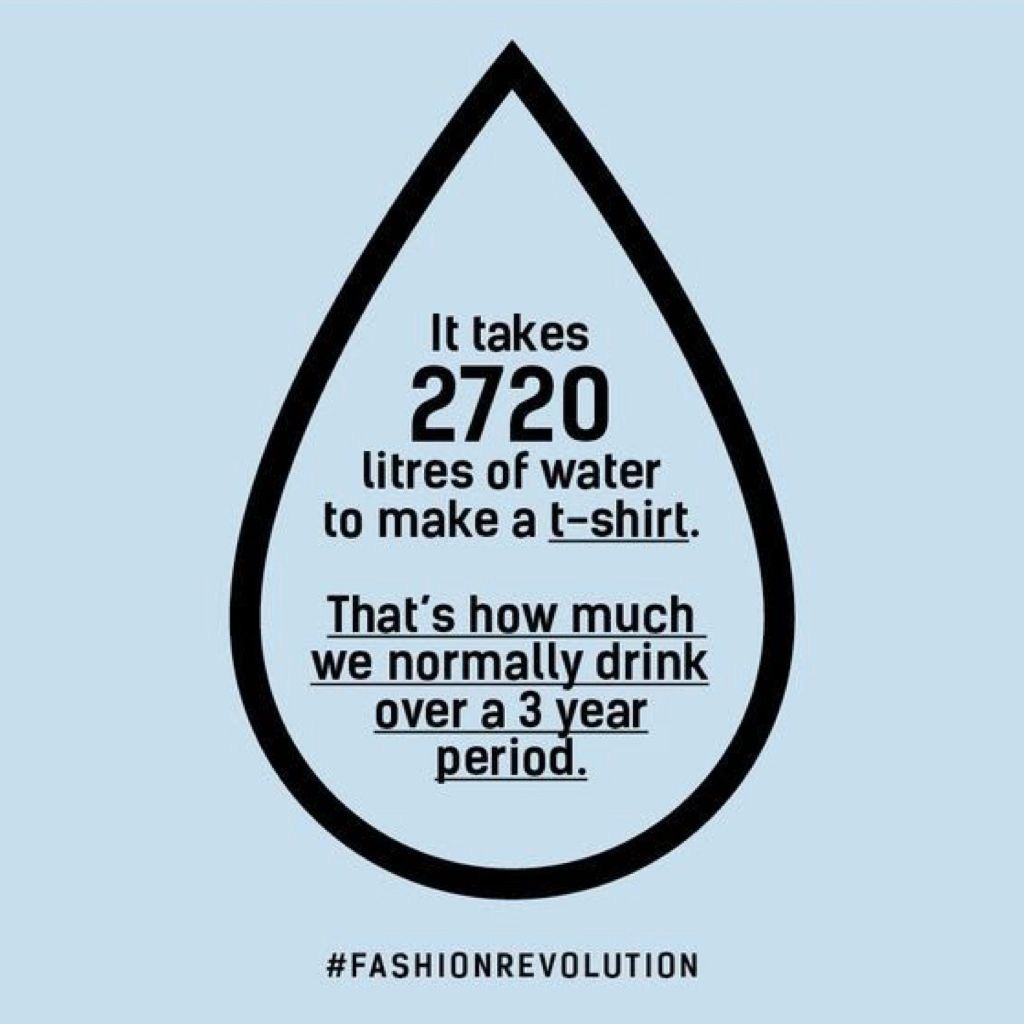 It takes
2720
litres of water
to make a t-shirt.
That's how much
we normally drink
over a 3 year
period.
#FASHIONREVOLUTION